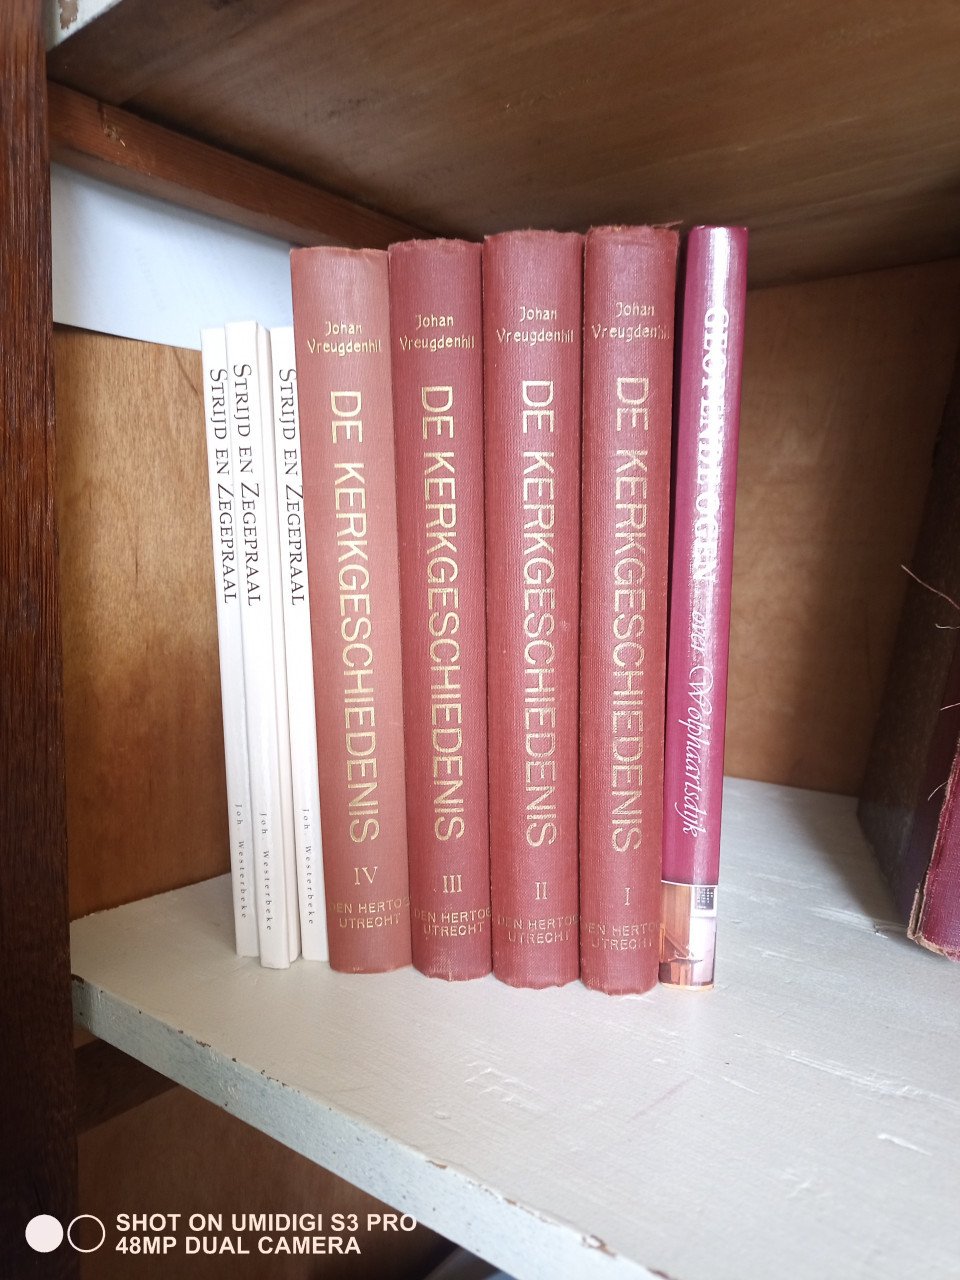 STRIJD EN ZEGEPRAAL
Joh. Westerbeke
STRIJD EN ZEGEPRAAL
Joh. Westerbeke
STRIJD EN ZEGEPRAAL
Joh. Westerbeke
Johan
Vreugdenhil
DE KERKGESCHIEDENIS
IV
DEN HERTOG
UTRECHT
Johan
Vreugdenhil
DE KERKGESCHIEDENIS
III
DEN HERTOG
UTRECHT
Johan
Vreugdenhil
DE KERKGESCHIEDENIS
II
DEN HERTOG
UTRECHT
Johan
Vreugdenhil
DE KERKGESCHIEDENIS
I
DEN HERTOG
UTRECHT
over Wolphaartsdijk
SHOT ON UMIDIGI S3 PRO
48MP DUAL CAMERA